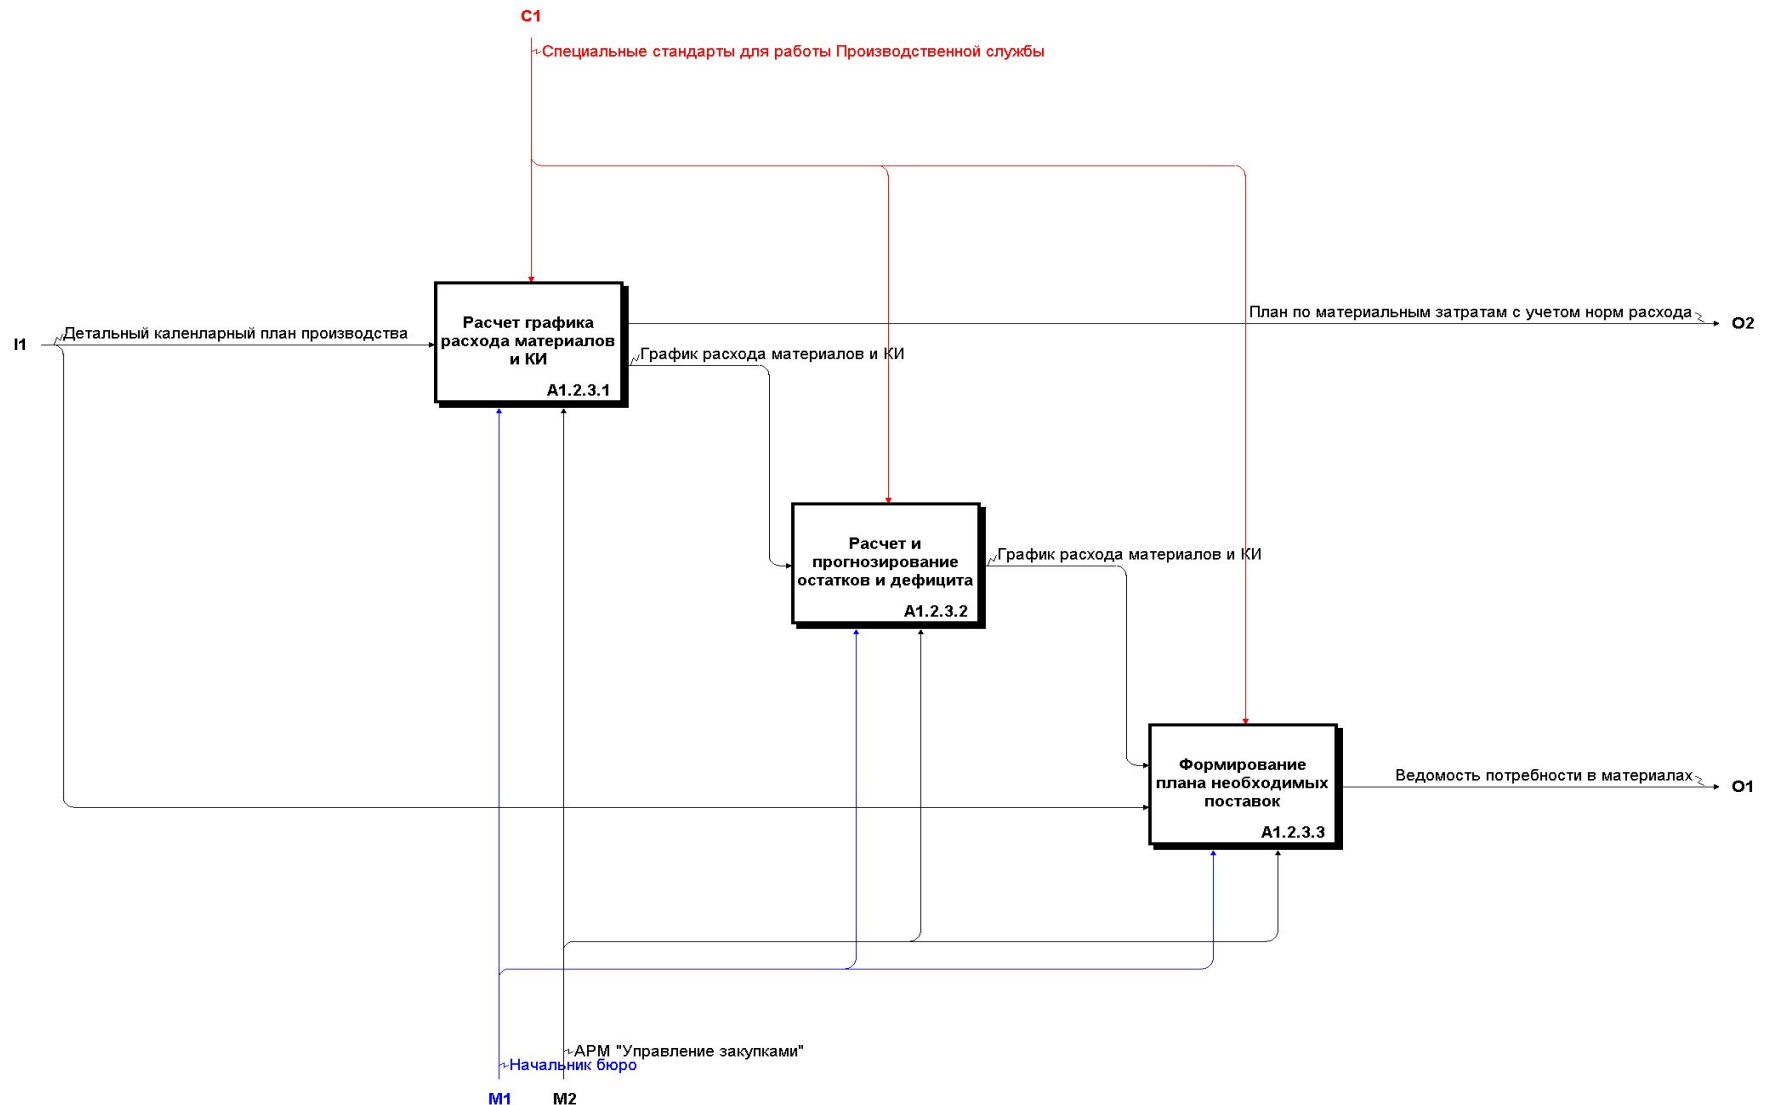 C1
Специальные стандарты для работы Производственной службы
План по материальным затратам с учетом норм расхода
O2
I1
Детальный каленларный план производства
Расчет графика
расхода материалов
и КИ
A1.2.3.1
График расхода материалов и КИ
Расчет и
прогнозирование
остатков и дефицита
A1.2.3.2
График расхода материалов и КИ
Формирование
плана необходимых
поставок
A1.2.3.3
Ведомость потребности в материалах
O1
АРМ "Управление закупками"
Начальник бюро
M1
M2